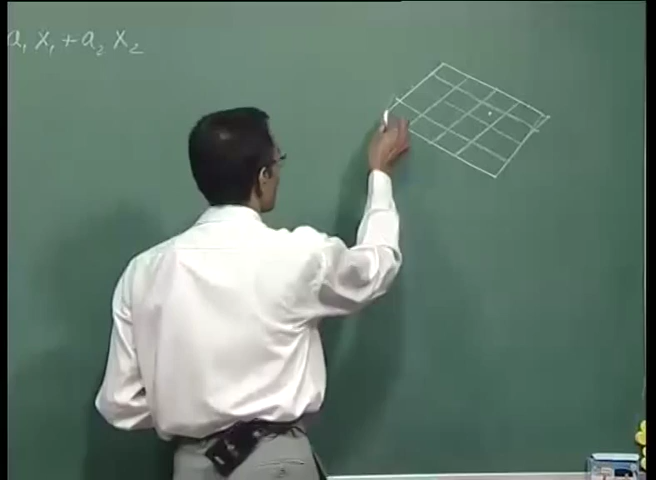 a₁ x₁ + a₂ x₂